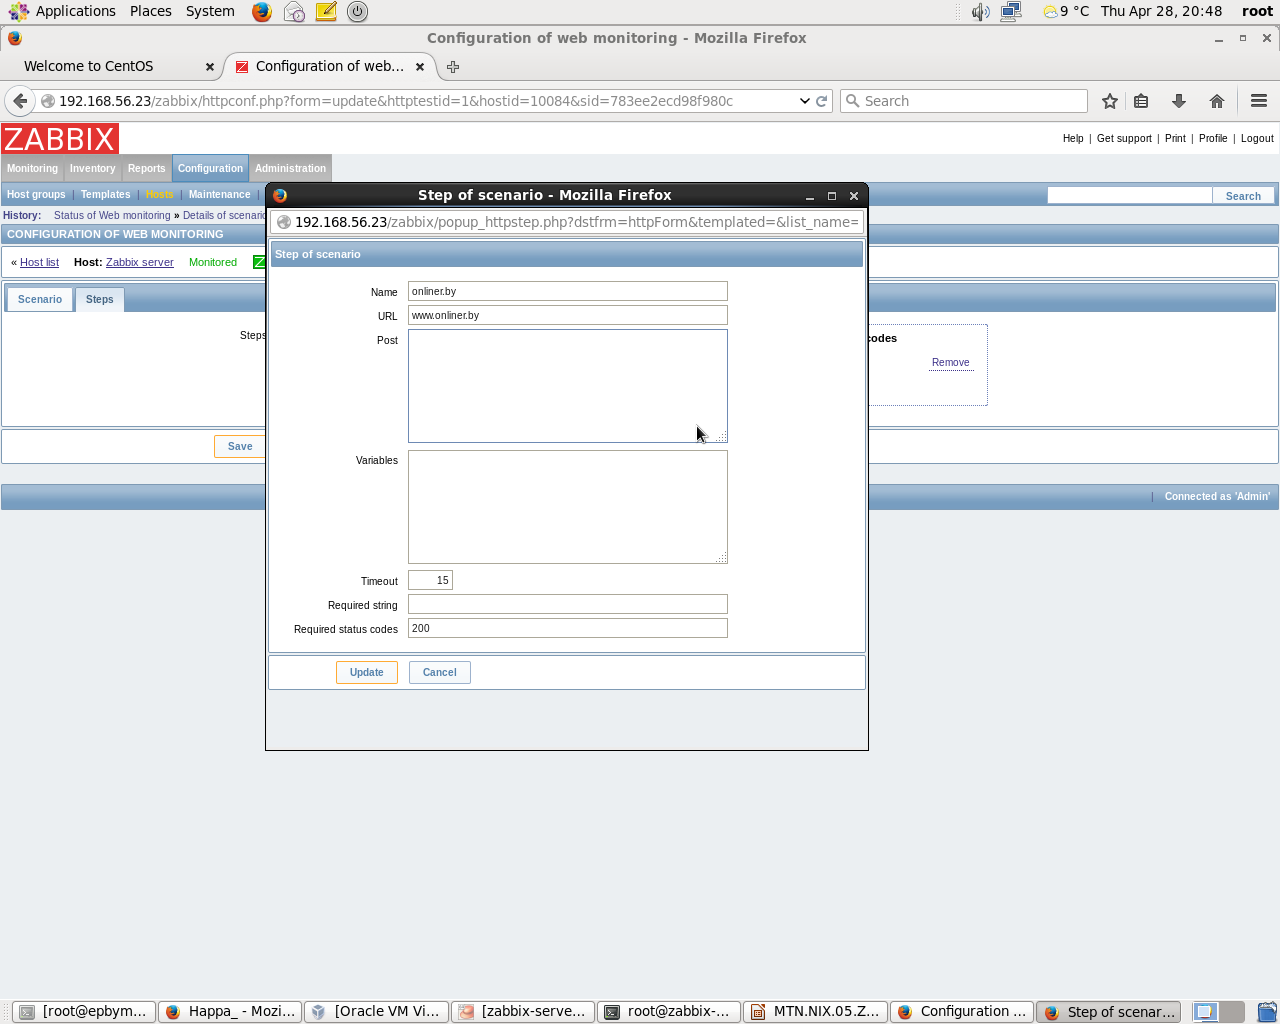 Applications Places System 9 °C Thu Apr 28, 20:48 root
Configuration of web monitoring - Mozilla Firefox
Welcome to CentOS Configuration of web...
192.168.56.23/zabbix/httpconf.php?form=update&httptestid=1&hostid=10084&sid=783ee2ecd98f980c Search
ZABBIX Help | Get support | Print | Profile | Logout
Monitoring Inventory Reports Configuration Administration
Host groups | Templates | Hosts | Maintenance | Search
History: Status of Web monitoring » Details of scenario
CONFIGURATION OF WEB MONITORING
« Host list Host: Zabbix server Monitored Z
Scenario Steps
Steps
codes
Remove
Save
Connected as 'Admin'
Step of scenario - Mozilla Firefox
192.168.56.23/zabbix/popup_httpstep.php?dstfrm=httpForm&templated=&list_name=
Step of scenario
Name onliner.by
URL www.onliner.by
Post
Variables
Timeout 15
Required string
Required status codes 200
Update Cancel
[root@epbym... Happa_ - Mozi... [Oracle VM Vi... [zabbix-serve... root@zabbix-... MTN.NIX.05.Z... Configuration ... Step of scenar...